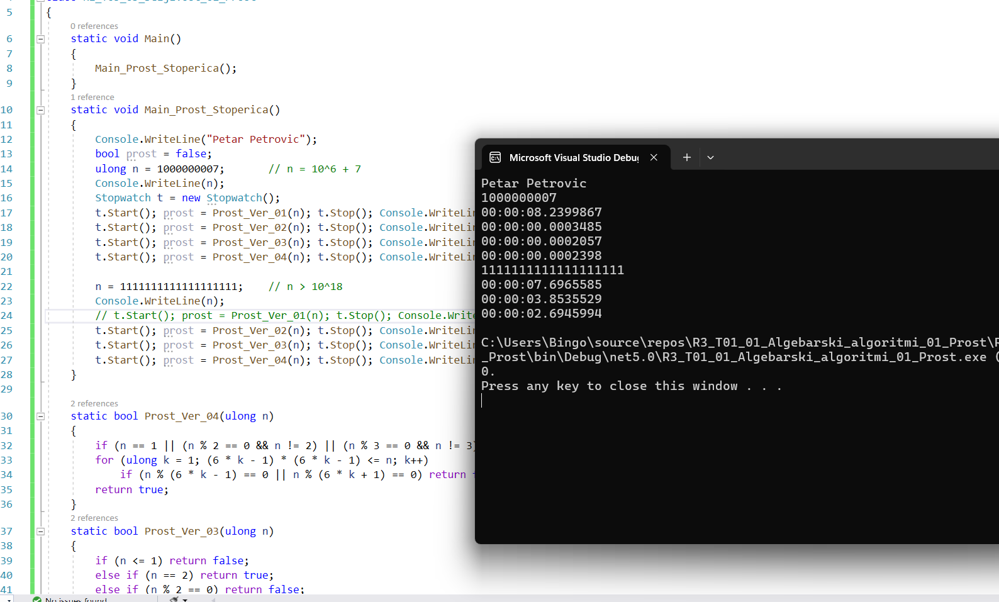 5 {
0 references
6 static void Main()
7 {
8 Main_Prost_Stoperica();
9 }
1 reference
10 static void Main_Prost_Stoperica()
11 {
12 Console.WriteLine("Petar Petrovic");
13 bool prost = false;
14 ulong n = 1000000007; // n = 10^6 + 7
15 Console.WriteLine(n);
16 Stopwatch t = new Stopwatch();
17 t.Start(); prost = Prost_Ver_01(n); t.Stop(); Console.WriteLin
18 t.Start(); prost = Prost_Ver_02(n); t.Stop(); Console.WriteLin
19 t.Start(); prost = Prost_Ver_03(n); t.Stop(); Console.WriteLin
20 t.Start(); prost = Prost_Ver_04(n); t.Stop(); Console.WriteLin
21
22 n = 1111111111111111111; // n > 10^18
23 Console.WriteLine(n);
24 // t.Start(); prost = Prost_Ver_01(n); t.Stop(); Console.Write
25 t.Start(); prost = Prost_Ver_02(n); t.Stop(); Console.WriteLin
26 t.Start(); prost = Prost_Ver_03(n); t.Stop(); Console.WriteLin
27 t.Start(); prost = Prost_Ver_04(n); t.Stop(); Console.WriteLin
28 }
29
2 references
30 static bool Prost_Ver_04(ulong n)
31 {
32 if (n == 1 || (n % 2 == 0 && n != 2) || (n % 3 == 0 && n != 3)
33 for (ulong k = 1; (6 * k - 1) * (6 * k - 1) <= n; k++)
34 if (n % (6 * k - 1) == 0 || n % (6 * k + 1) == 0) return f
35 return true;
36 }
2 references
37 static bool Prost_Ver_03(ulong n)
38 {
39 if (n <= 1) return false;
40 else if (n == 2) return true;
41 else if (n % 2 == 0) return false;
No issues found
Microsoft Visual Studio Debug
Petar Petrovic
1000000007
00:00:08.2399867
00:00:00.0003485
00:00:00.0002057
00:00:00.0002398
1111111111111111111
00:00:07.6965585
00:00:03.8535529
00:00:02.6945994
C:\Users\Bingo\source\repos\R3_T01_01_Algebarski_algoritmi_01_Prost\R
_Prost\bin\Debug\net5.0\R3_T01_01_Algebarski_algoritmi_01_Prost.exe (
0.
Press any key to close this window . . .